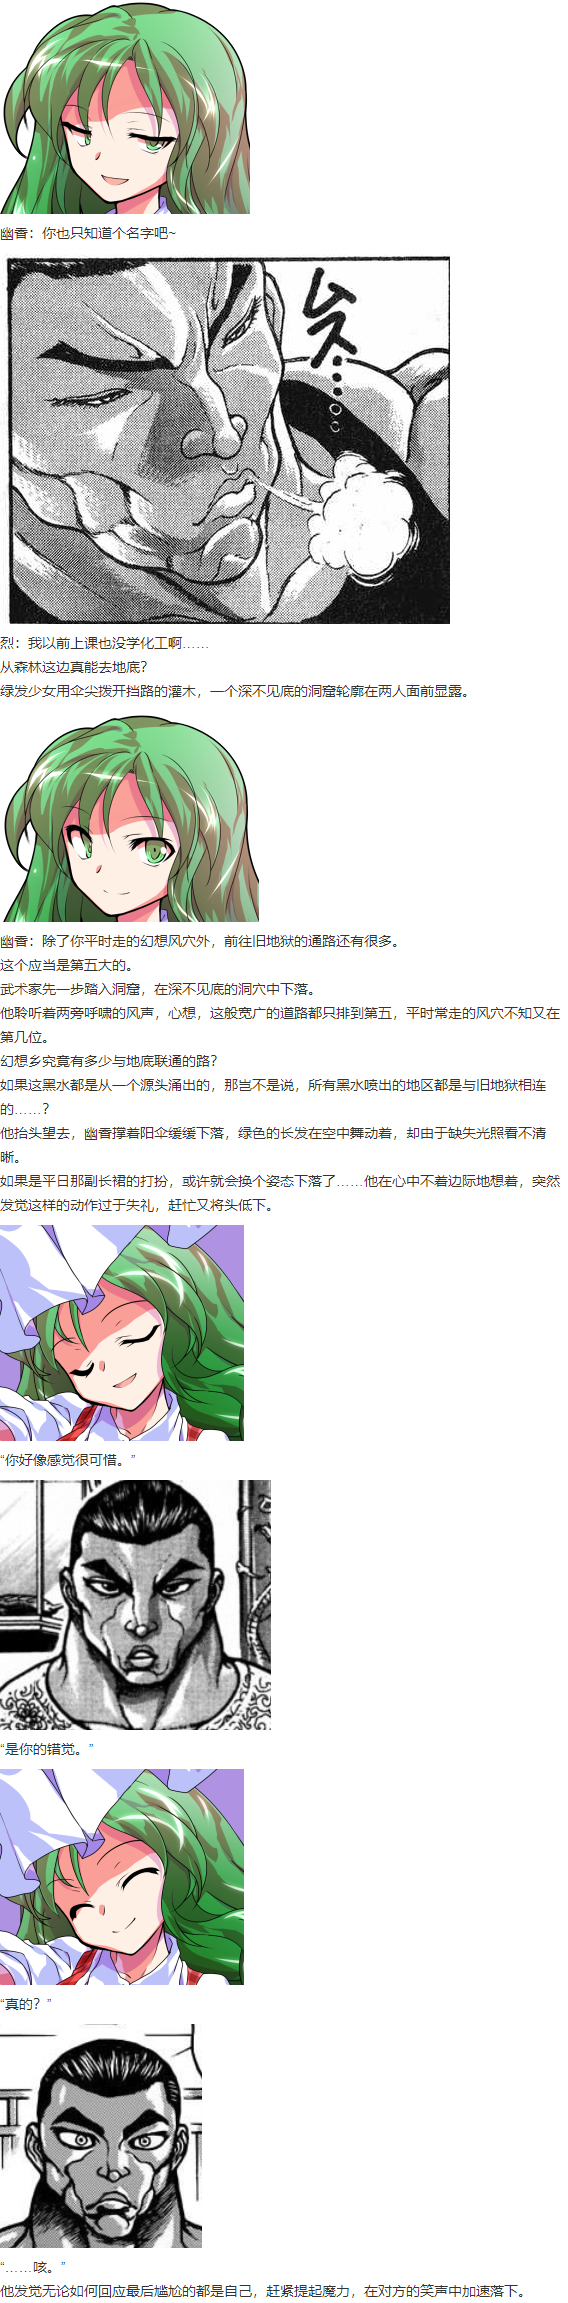 幽香：你也只知道个名字吧~
ムス……
烈：我以前上课也没学化工啊……
从森林这边真能去地底？
绿发少女用伞尖拨开挡路的灌木，一个深不见底的洞窟轮廓在两人面前显露。
幽香：除了你平时走的幻想风穴外，前往旧地狱的通路还有很多。
这个应当是第五大的。
武术家先一步踏入洞窟，在深不见底的洞穴中下落。
他聆听着两旁呼啸的风声，心想，这般宽广的道路都只排到第五，平时常走的风穴不知又在
第几位。
幻想乡究竟有多少与地底联通的路？
如果这黑水都是从一个源头涌出的，那岂不是说，所有黑水喷出的地区都是与旧地狱相连
的……？
他抬头望去，幽香撑着阳伞缓缓下落，绿色的长发在空中舞动着，却由于缺失光照看不清
晰。
如果是平日那副长裙的打扮，或许就会换个姿态下落了……他在心中不着边际地想着，突然
发觉这样的动作过于失礼，赶忙又将头低下。
“你好像感觉很可惜。”
“是你的错觉。”
“真的？”
“……咳。”
他发觉无论如何回应最后尴尬的都是自己，赶紧提起魔力，在对方的笑声中加速落下。